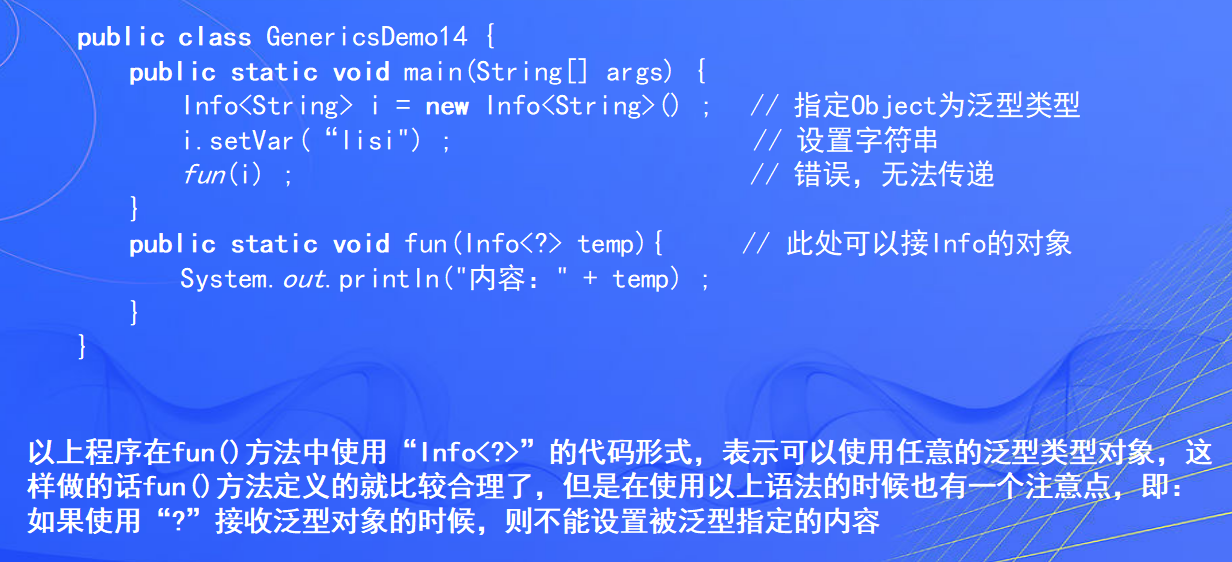 public class GenericsDemo14 {
public static void main(String[] args) {
Info<String> i = new Info<String>() ; // 指定Object为泛型类型
i.setVar(“lisi") ; // 设置字符串
fun(i) ; // 错误，无法传递
}
public static void fun(Info<?> temp){ // 此处可以接Info的对象
System.out.println("内容：" + temp) ;
}
}
以上程序在fun()方法中使用“Info<?>”的代码形式，表示可以使用任意的泛型类型对象，这
样做的话fun()方法定义的就比较合理了，但是在使用以上语法的时候也有一个注意点，即：
如果使用“?”接收泛型对象的时候，则不能设置被泛型指定的内容